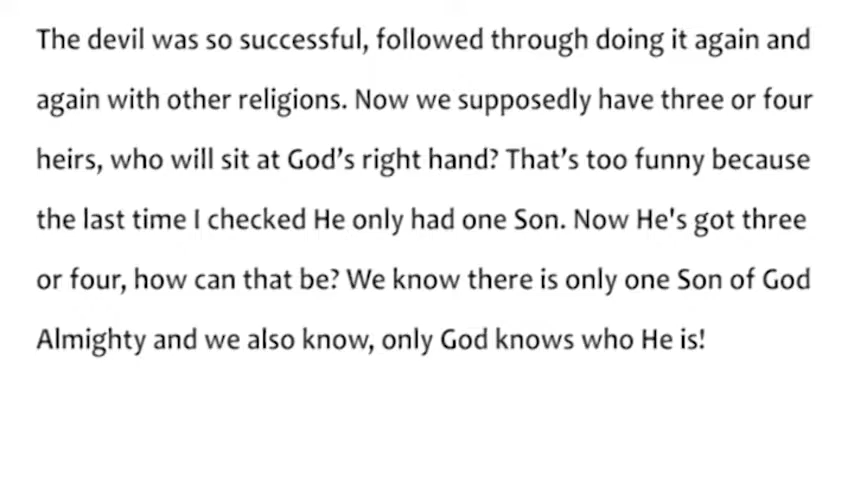 The devil was so successful, followed through doing it again and
again with other religions. Now we supposedly have three or four
heirs, who will sit at God’s right hand? That’s too funny because
the last time I checked He only had one Son. Now He's got three
or four, how can that be? We know there is only one Son of God
Almighty and we also know, only God knows who He is!